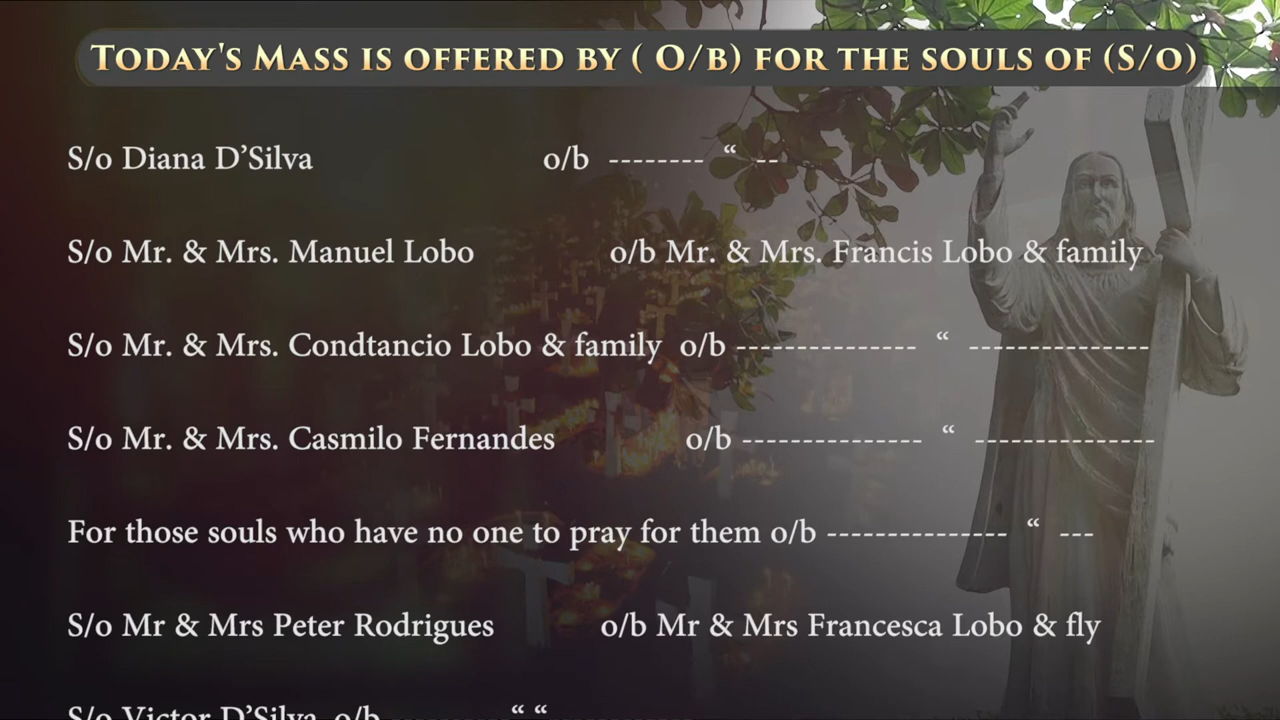 TODAY'S MASS IS OFFERED BY ( O/B) FOR THE SOULS OF (S/O)
S/o Diana D’Silva o/b -------- “ --
S/o Mr. & Mrs. Manuel Lobo o/b Mr. & Mrs. Francis Lobo & family
S/o Mr. & Mrs. Condtancio Lobo & family o/b --------------- “ ---------------
S/o Mr. & Mrs. Casmilo Fernandes o/b --------------- “ ---------------
For those souls who have no one to pray for them o/b --------------- “ ---
S/o Mr & Mrs Peter Rodrigues o/b Mr & Mrs Francesca Lobo & fly
S/o Victor D’Silva o/b ---------- “ “ ------------